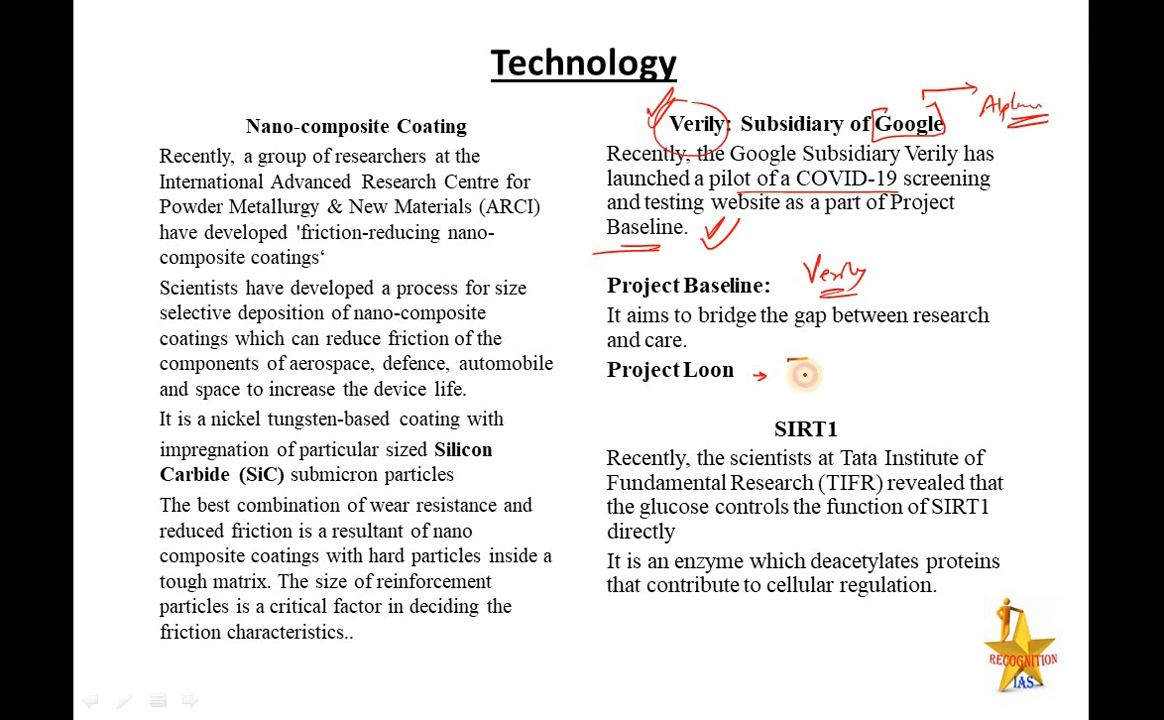 Technology
Nano-composite Coating
Recently, a group of researchers at the
International Advanced Research Centre for
Powder Metallurgy & New Materials (ARCI)
have developed 'friction-reducing nano-
composite coatings‘
Scientists have developed a process for size
selective deposition of nano-composite
coatings which can reduce friction of the
components of aerospace, defence, automobile
and space to increase the device life.
It is a nickel tungsten-based coating with
impregnation of particular sized Silicon
Carbide (SiC) submicron particles
The best combination of wear resistance and
reduced friction is a resultant of nano
composite coatings with hard particles inside a
tough matrix. The size of reinforcement
particles is a critical factor in deciding the
friction characteristics..
Verily: Subsidiary of Google
Recently, the Google Subsidiary Verily has
launched a pilot of a COVID-19 screening
and testing website as a part of Project
Baseline.
Verily
Project Baseline:
It aims to bridge the gap between research
and care.
Project Loon
SIRT1
Recently, the scientists at Tata Institute of
Fundamental Research (TIFR) revealed that
the glucose controls the function of SIRT1
directly
It is an enzyme which deacetylates proteins
that contribute to cellular regulation.
RECOGNITION
IAS